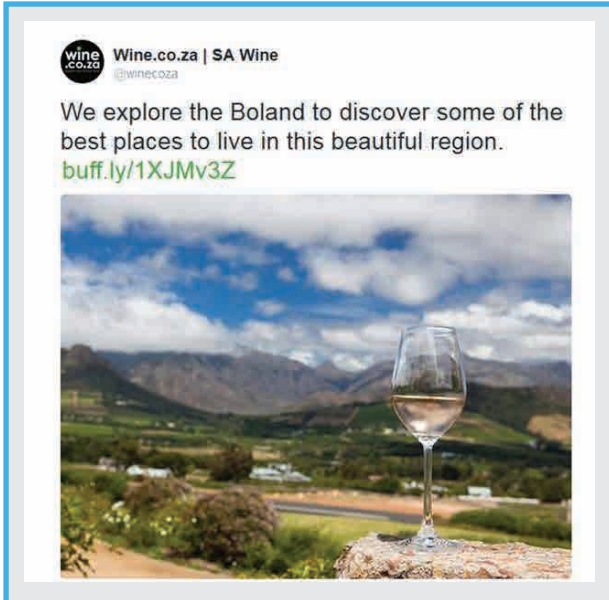 wine
.co.za
Wine.co.za | SA Wine
@winecoza
We explore the Boland to discover some of the
best places to live in this beautiful region.
buff.ly/1XJMv3Z